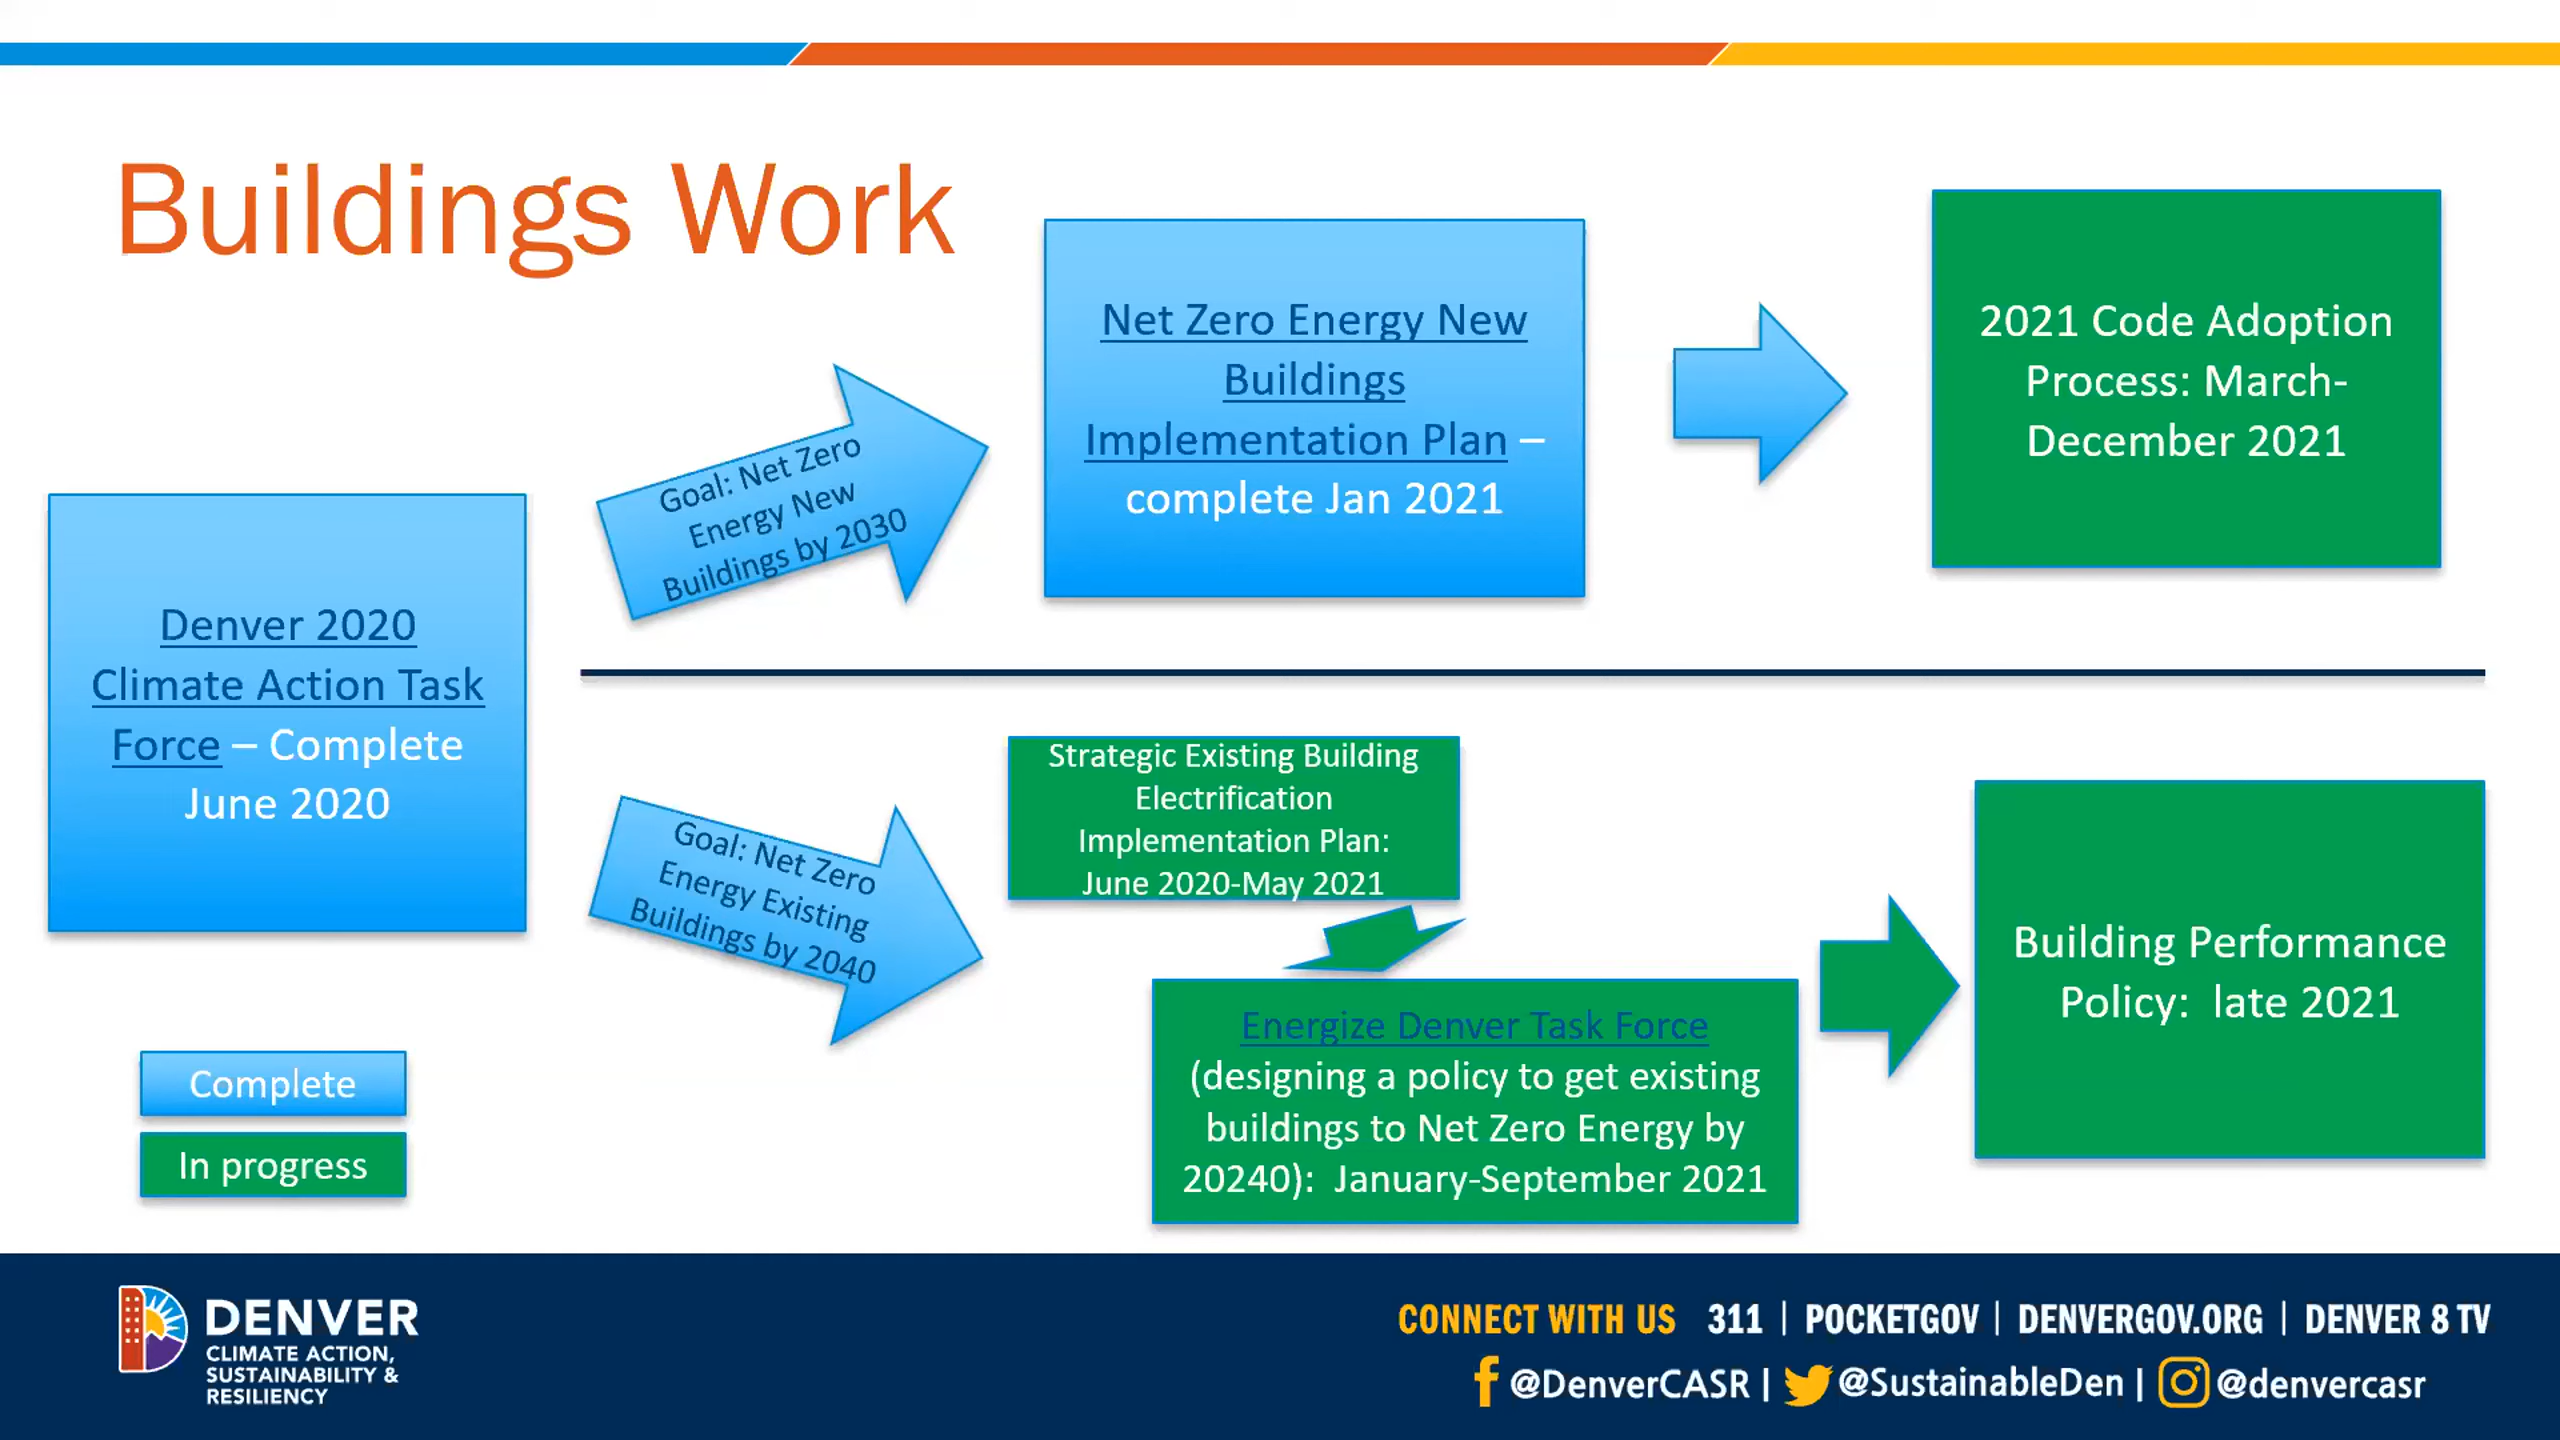 Buildings Work
Denver 2020
Climate Action Task
Force – Complete
June 2020
Goal: Net Zero
Energy New
Buildings by 2030
Net Zero Energy New
Buildings
Implementation Plan –
complete Jan 2021
2021 Code Adoption
Process: March-
December 2021
Goal: Net Zero
Energy Existing
Buildings by 2040
Strategic Existing Building
Electrification
Implementation Plan:
June 2020-May 2021
Energize Denver Task Force
(designing a policy to get existing
buildings to Net Zero Energy by
20240): January-September 2021
Building Performance
Policy: late 2021
Complete
In progress
DENVER
CLIMATE ACTION,
SUSTAINABILITY &
RESILIENCY
CONNECT WITH US 311 | POCKETGOV | DENVERGOV.ORG | DENVER 8 TV
@DenverCASR | @SustainableDen | @denvercasr